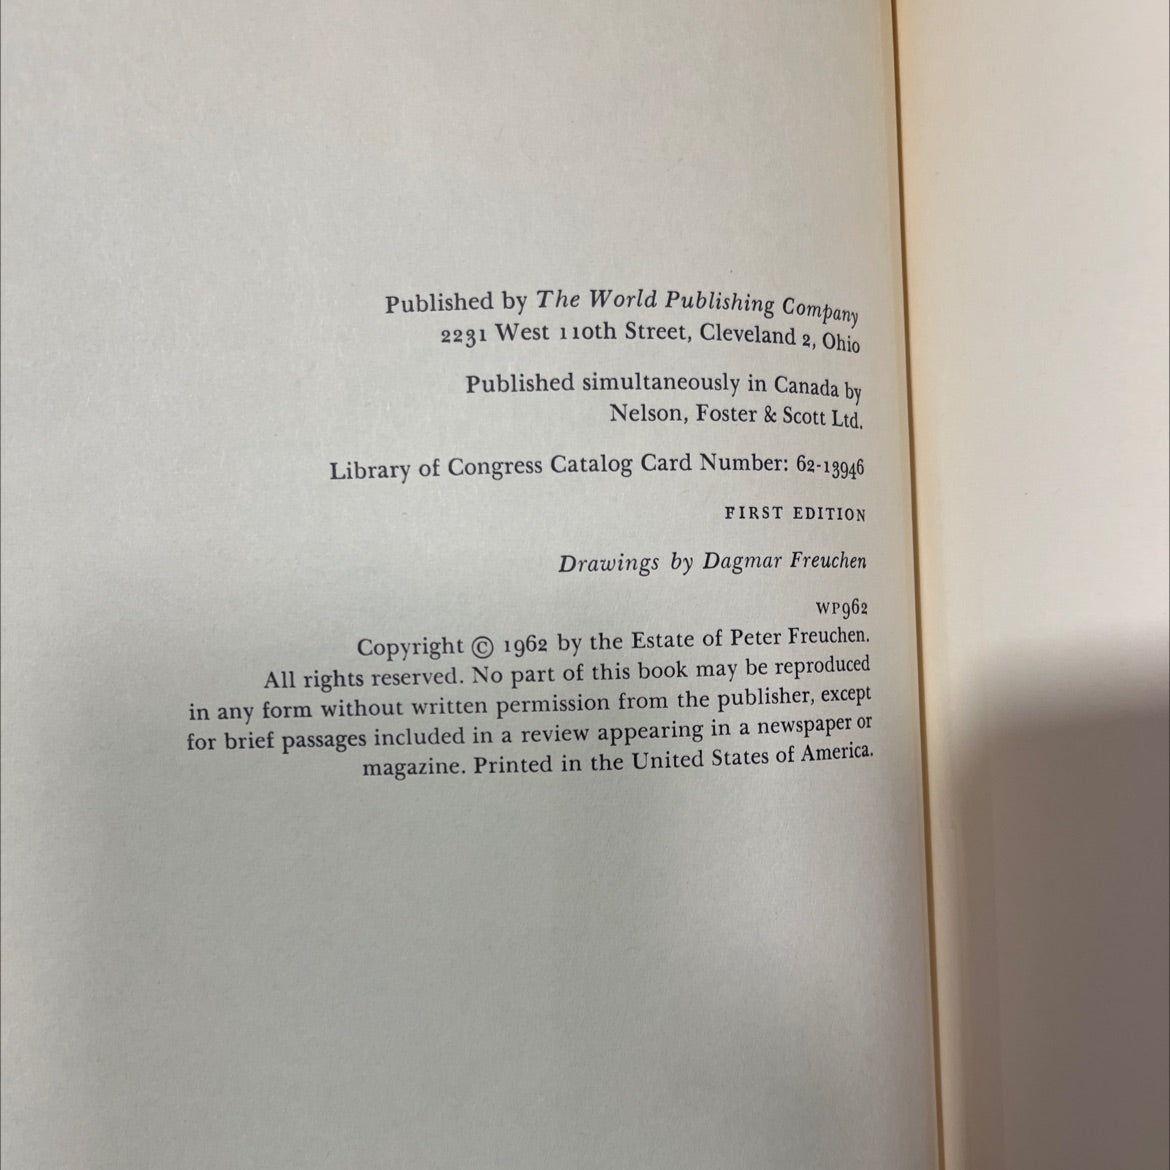 Published by The World Publishing Company
2231 West 110th Street, Cleveland 2, Ohio
Published simultaneously in Canada by
Nelson, Foster & Scott Ltd.
Library of Congress Catalog Card Number: 62-13946
FIRST EDITION
Drawings by Dagmar Freuchen
WP962
Copyright © 1962 by the Estate of Peter Freuchen.
All rights reserved. No part of this book may be reproduced
in any form without written permission from the publisher, except
for brief passages included in a review appearing in a newspaper or
magazine. Printed in the United States of America.